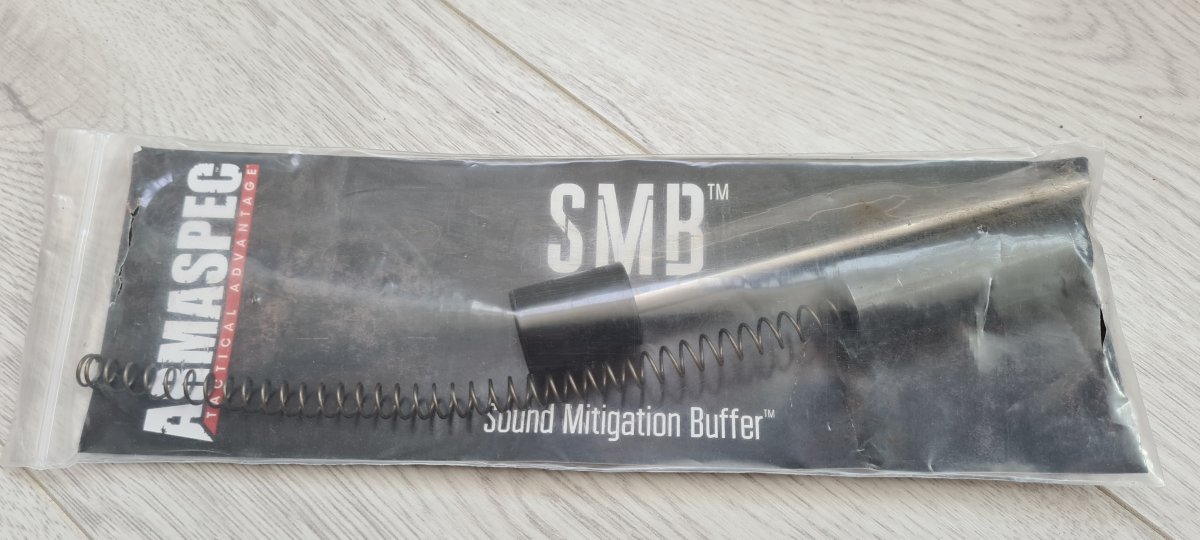 ARMASPEC
TACTICAL ADVANTAGE
SMB™
Sound Mitigation Buffer™